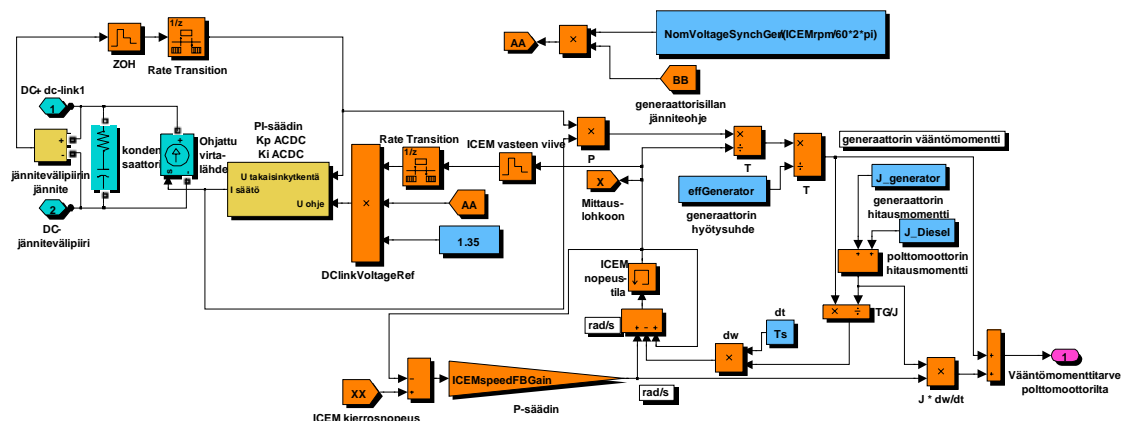 1/z
ZOH
Rate Transition
AA
×
NomVoltageSynchGen/(ICEMrpm/60*2*pi)
BB
generaattorisillan
jänniteohje
DC+ dc-link1
1
+
-
jännitevälipiirin
jännite
2
DC-
jännitevälipiiri
konden
saattori
+
s
-
Ohjattu
virta-
lähde
PI-säädin
Kp ACDC
Ki ACDC
U takaisinkytkentä
I säätö
U ohje
×
DClinkVoltageRef
Rate Transition
1/z
AA
1.35
ICEM vasteen viive
×
P
X
Mittaus-
lohkoon
×
÷
T
×
÷
T
effGenerator
generaattorin
hyötysuhde
generaattorin vääntömomentti
J_generator
generaattorin
hitausmomentti
J_Diesel
polttomoottorin
hitausmomentti
+ +
× ÷
TG/J
ICEM
nopeus-
tila
rad/s
+ - +
dt
Ts
dw
×
XX
ICEM kierrosnopeus
-
+
ICEMspeedFBGain
P-säädin
rad/s
×
J * dw/dt
+
+
1
Vääntömomenttitarve
polttomoottorilta